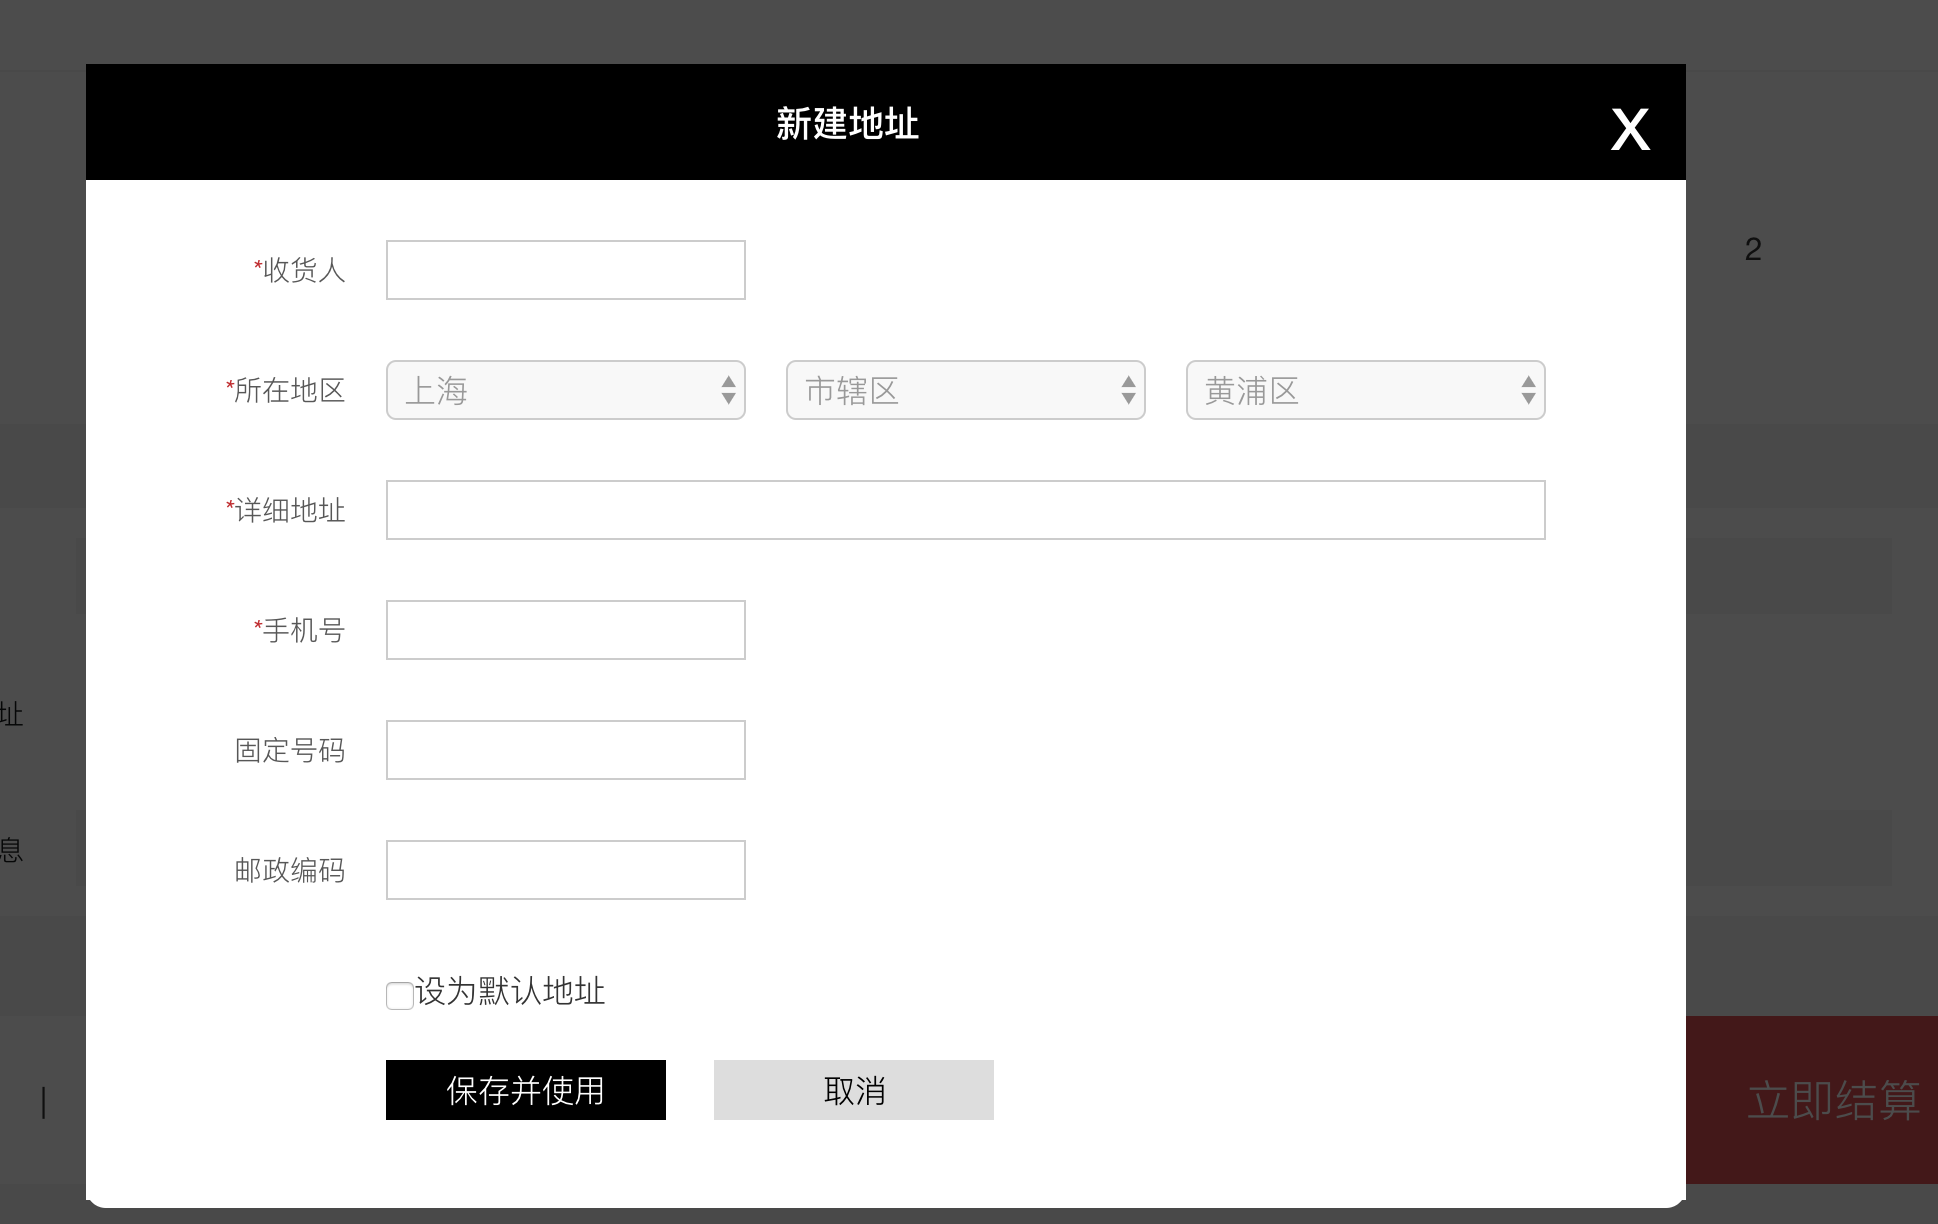 新建地址
X
2
*收货人
*所在地区 上海 市辖区 黄浦区
*详细地址
*手机号
址
固定号码
息
邮政编码
设为默认地址
保存并使用 取消
| 立即结算